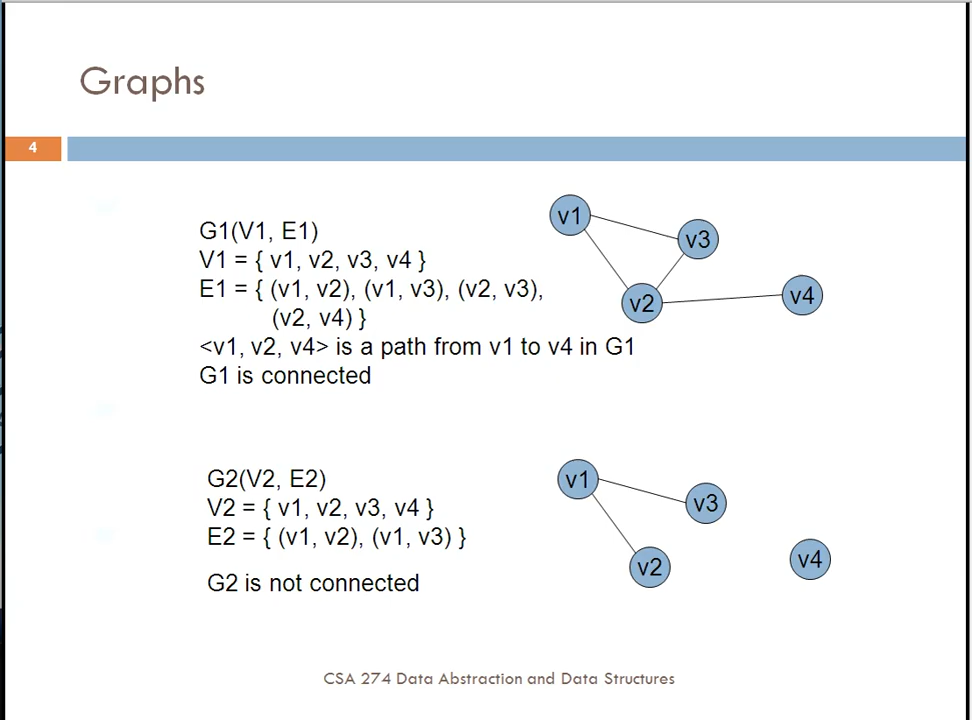 Graphs
4
G1(V1, E1)
V1 = { v1, v2, v3, v4 }
E1 = { (v1, v2), (v1, v3), (v2, v3),
(v2, v4) }
<v1, v2, v4> is a path from v1 to v4 in G1
G1 is connected
v1
v3
v2
v4
G2(V2, E2)
V2 = { v1, v2, v3, v4 }
E2 = { (v1, v2), (v1, v3) }
G2 is not connected
v1
v3
v2
v4
CSA 274 Data Abstraction and Data Structures